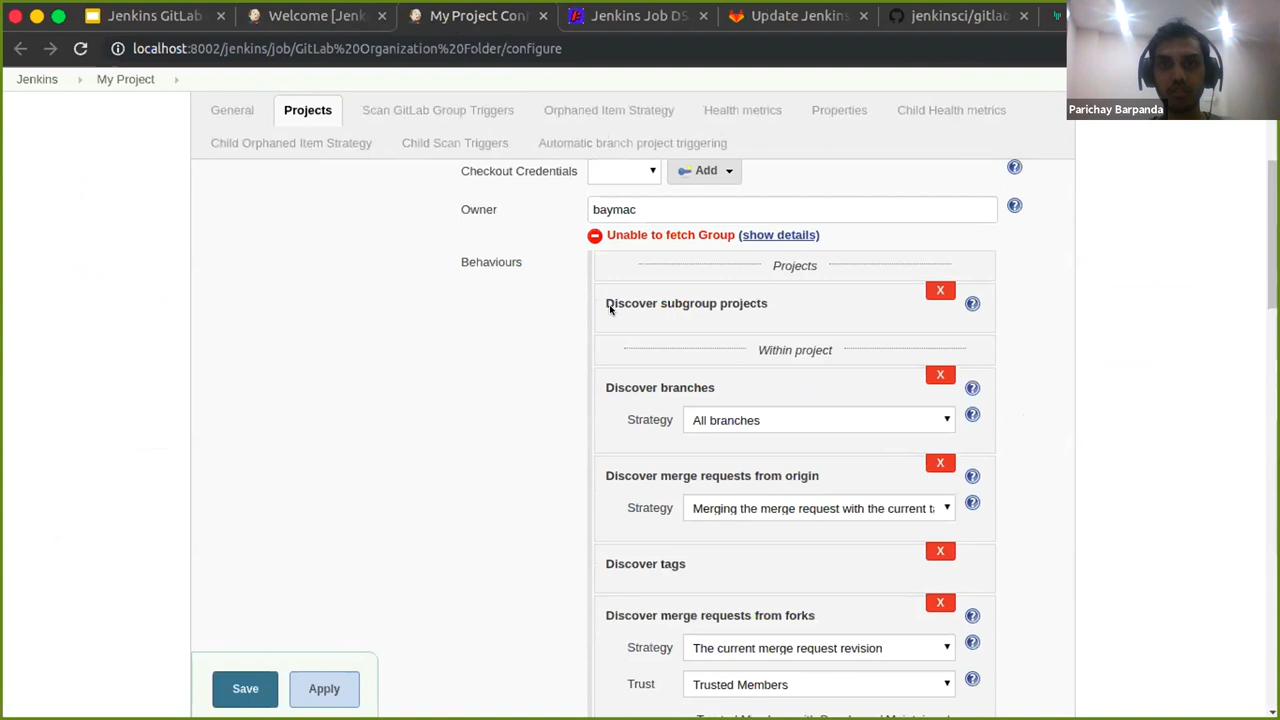 Jenkins GitLab
Welcome [Jenk
My Project Con
Jenkins Job DS
Update Jenkins
jenkinsci/gitlab
localhost:8002/jenkins/job/GitLab%20Organization%20Folder/configure
Parichay Barpanda
Jenkins
My Project
General
Projects
Scan GitLab Group Triggers
Orphaned Item Strategy
Health metrics
Properties
Child Health metrics
Child Orphaned Item Strategy
Child Scan Triggers
Automatic branch project triggering
Checkout Credentials
Add
Owner
baymac
Unable to fetch Group (show details)
Behaviours
Projects
X
Discover subgroup projects
Within project
X
Discover branches
Strategy
All branches
X
Discover merge requests from origin
Strategy
Merging the merge request with the current ta
X
Discover tags
X
Discover merge requests from forks
Strategy
The current merge request revision
Trust
Trusted Members
Save
Apply